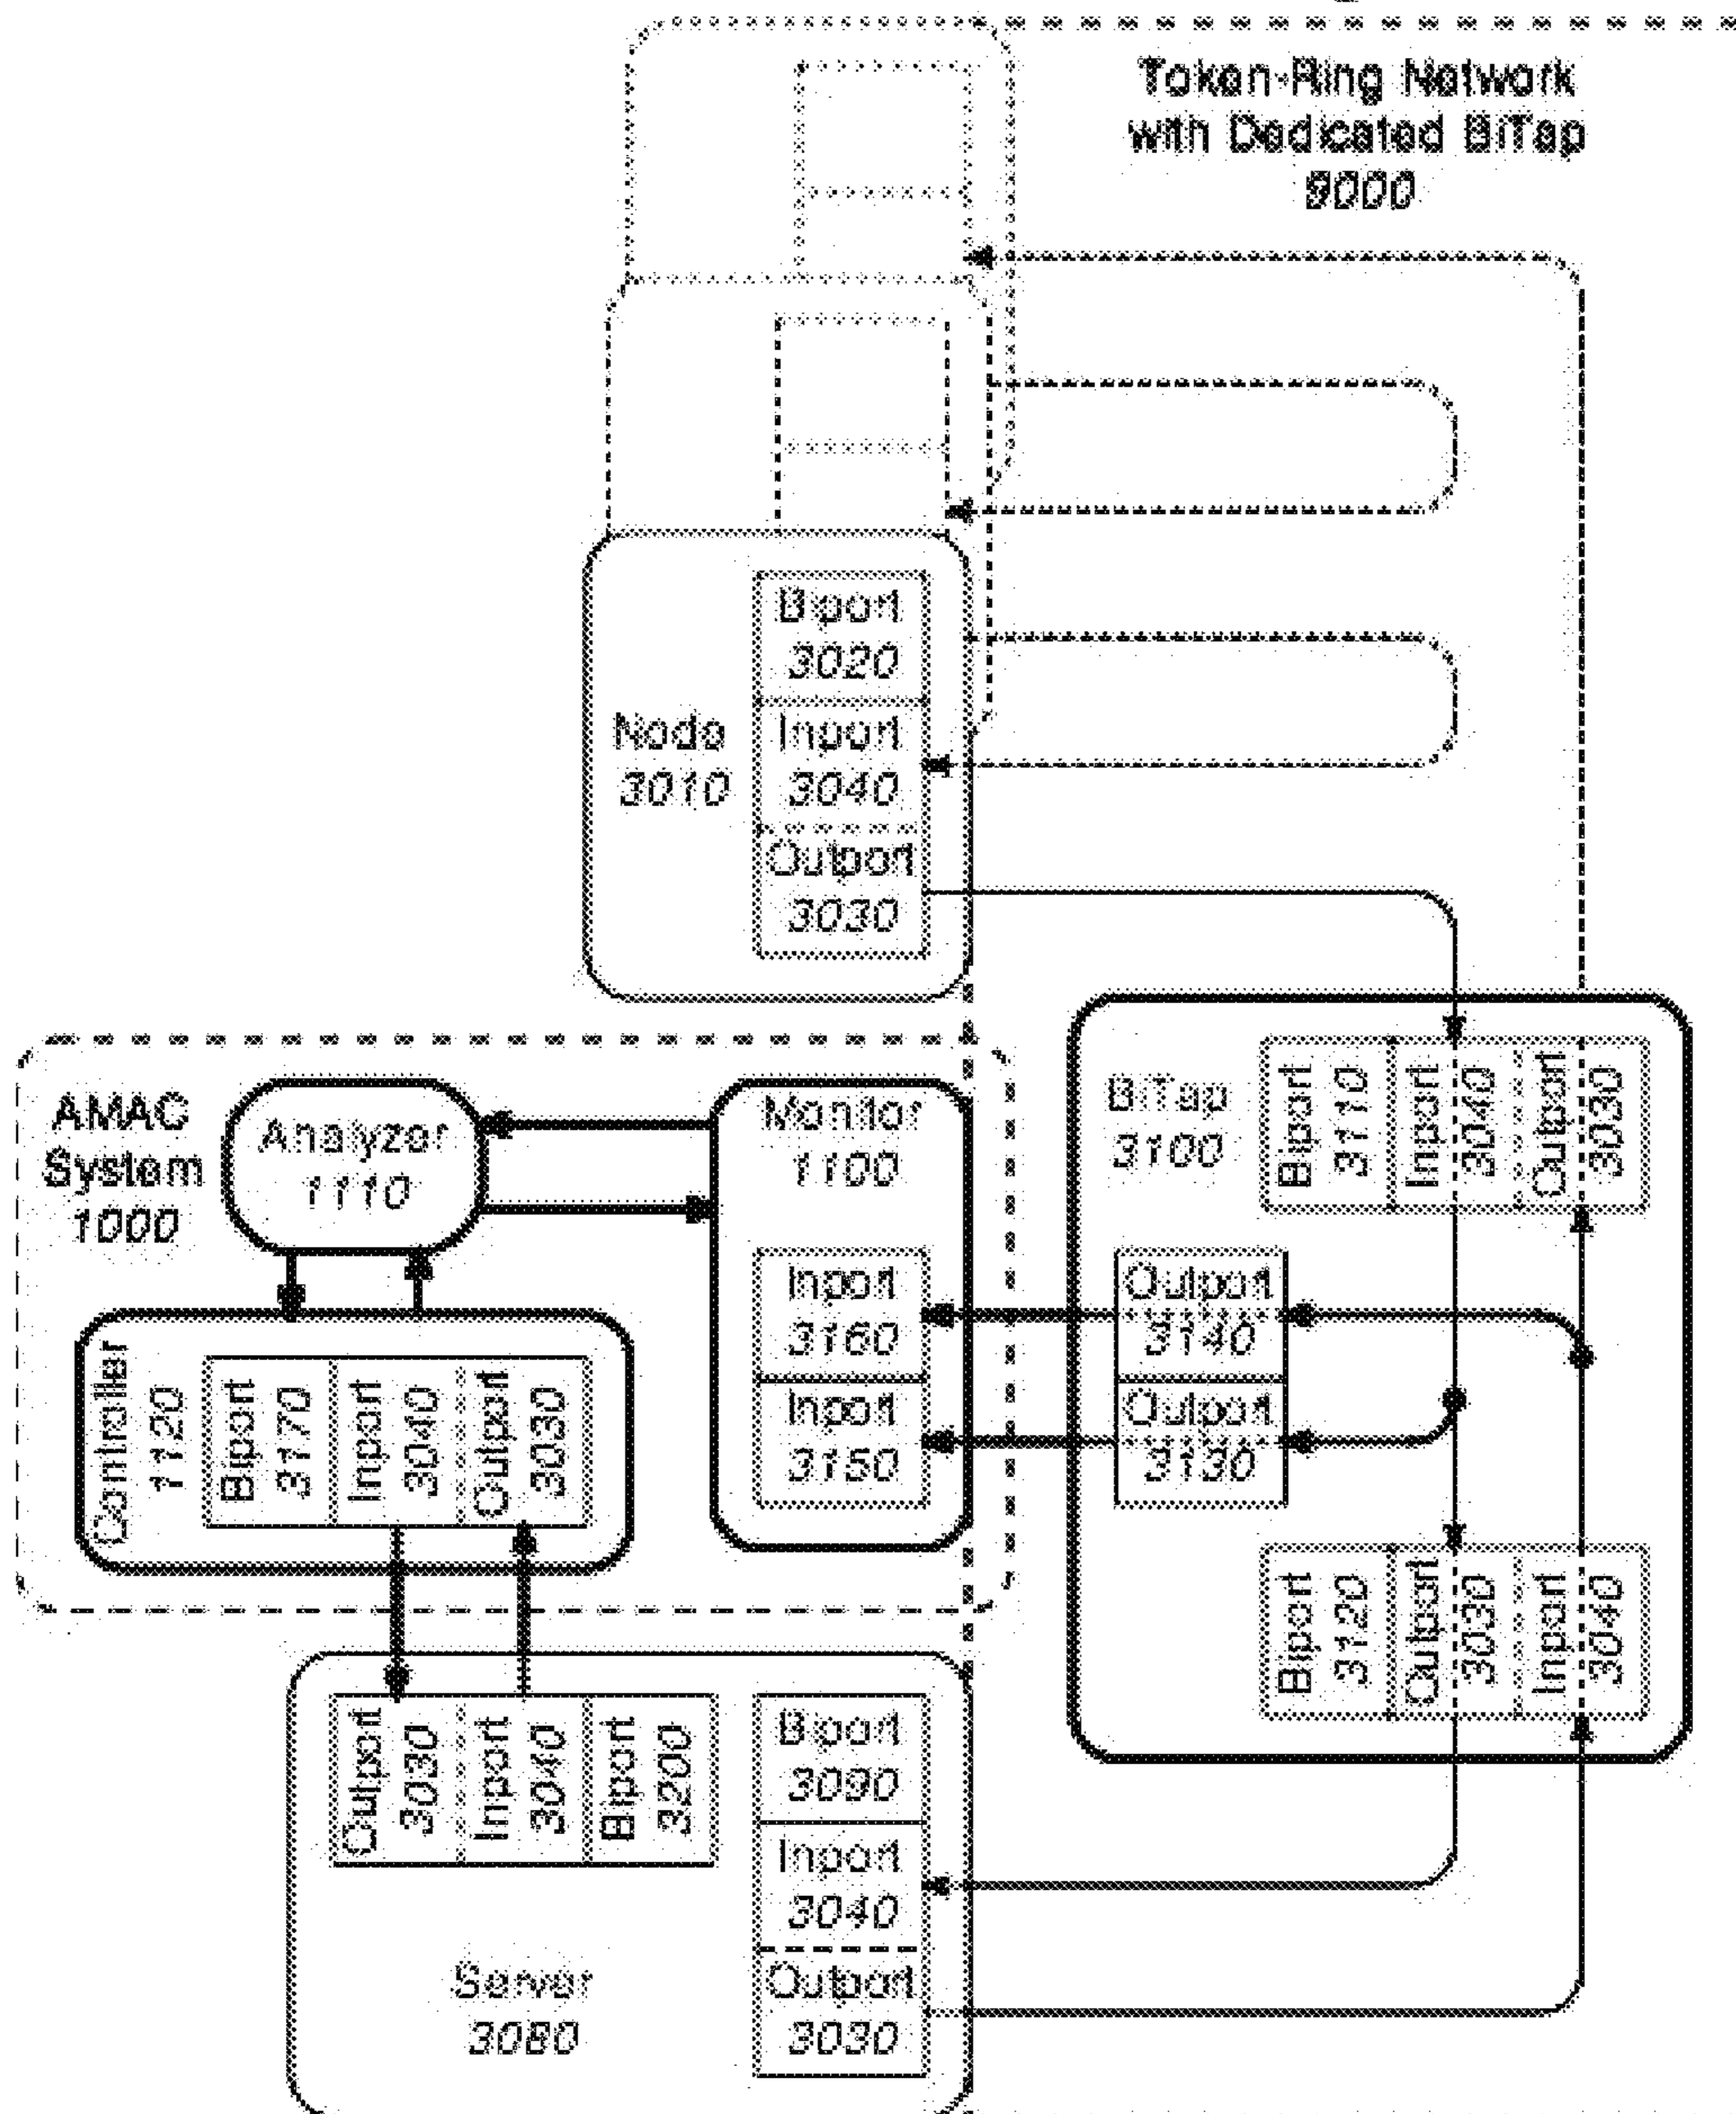 Token-Ring Network
with Dedicated BiTap
9000
Biport
3020
Node
3010
Inport
3040
Outport
3030
AMAC
System
1000
Analyzer
1110
Monitor
1100
Inport
3160
Inport
3150
Controller
1120
Biport
3170
Inport
3040
Outport
3030
BiTap
3100
Biport
3110
Inport
3040
Outport
3030
Outport
3140
Outport
3130
Biport
3120
Outport
3030
Inport
3040
Outport
3030
Inport
3040
Biport
3200
Biport
3090
Inport
3040
Outport
3030
Server
3080